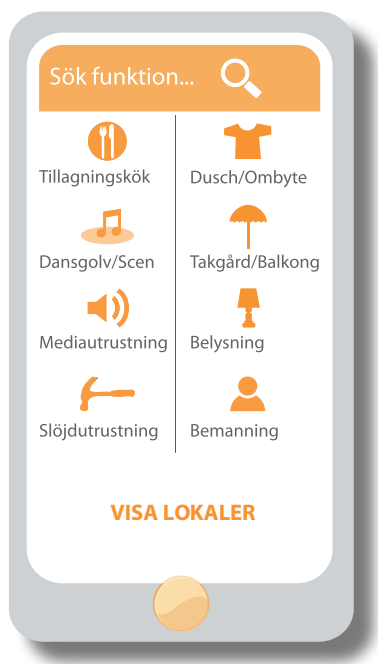 Sök funktion...
Tillagningskök
Dusch/Ombyte
Dansgolv/Scen
Takgård/Balkong
Mediautrustning
Belysning
Slöjdutrustning
Bemanning
VISA LOKALER